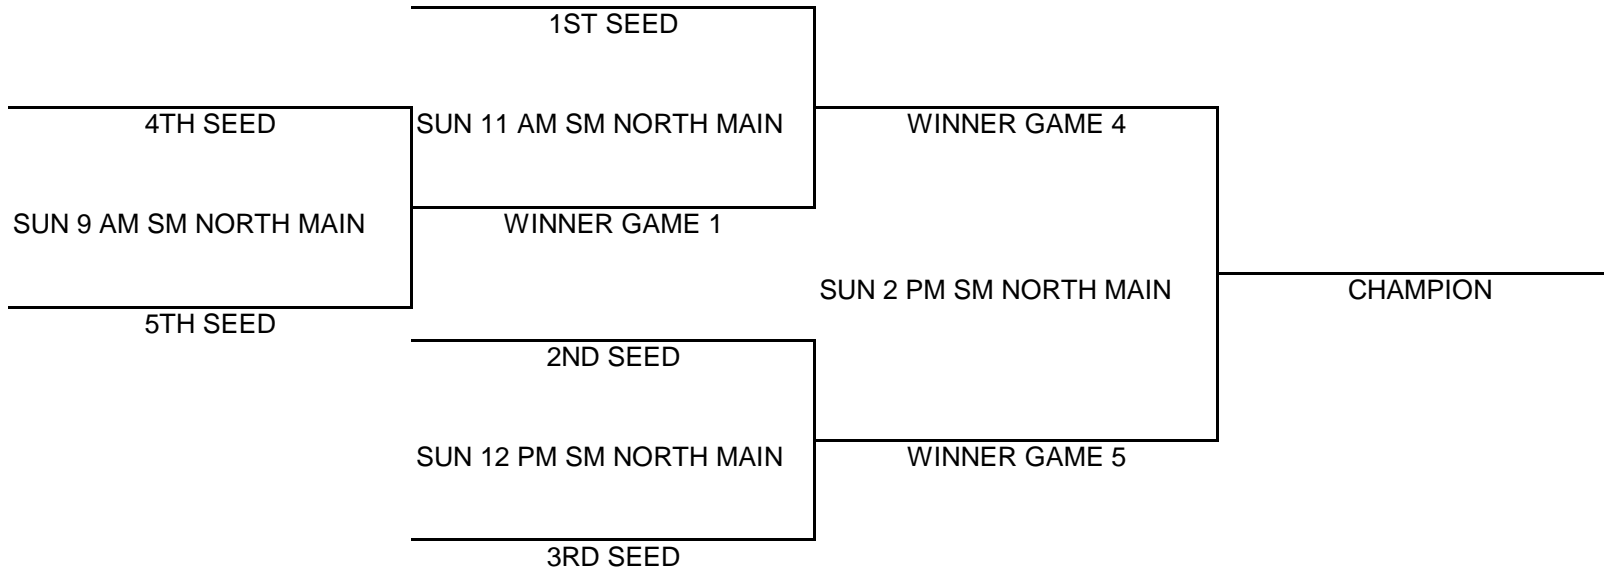 1ST SEED
4TH SEED
SUN 11 AM SM NORTH MAIN
WINNER GAME 4
SUN 9 AM SM NORTH MAIN
WINNER GAME 1
SUN 2 PM SM NORTH MAIN
CHAMPION
5TH SEED
2ND SEED
SUN 12 PM SM NORTH MAIN
WINNER GAME 5
3RD SEED